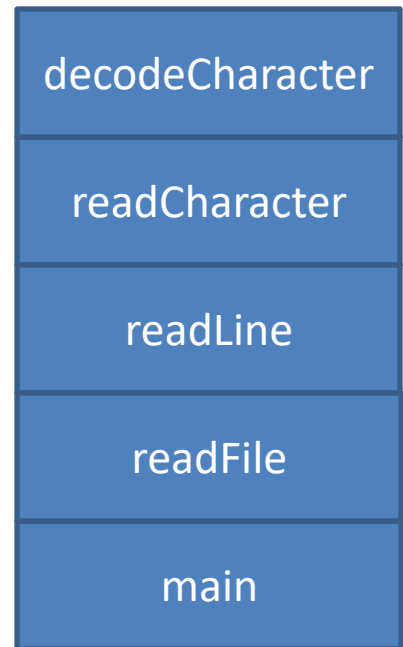 decodeCharacter
readCharacter
readLine
readFile
main